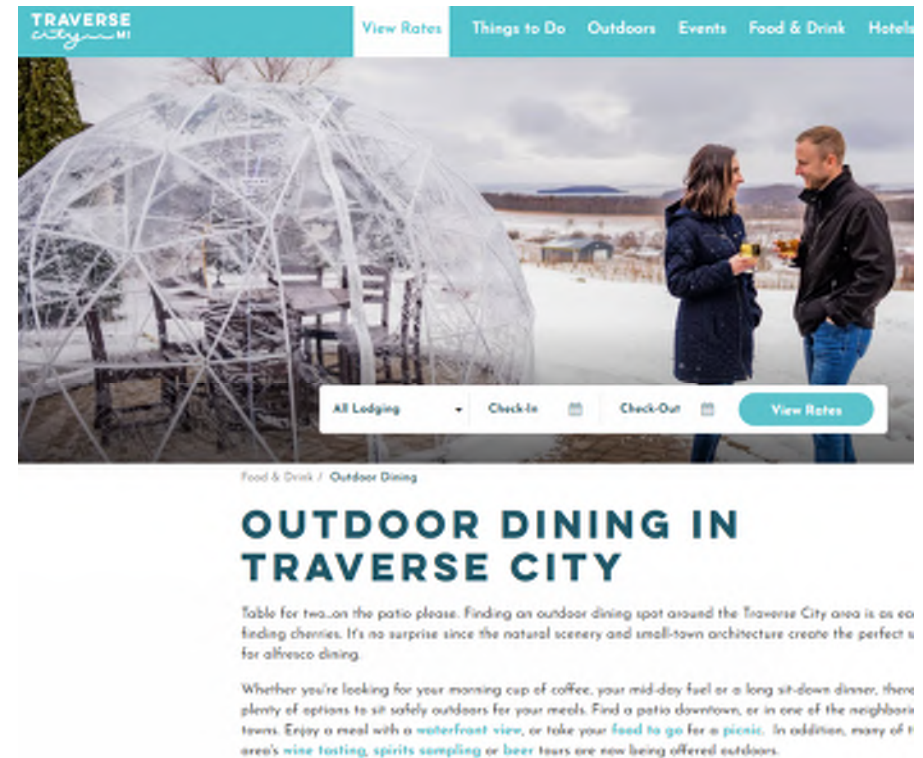 TRAVERSE
city MI
View Rates Things to Do Outdoors Events Food & Drink Hotels
All Lodging Check-In Check-Out View Rates
Food & Drink / Outdoor Dining
OUTDOOR DINING IN
TRAVERSE CITY
Table for two...on the patio please. Finding an outdoor dining spot around the Traverse City area is as
finding cherries. It's no surprise since the natural scenery and small-town architecture create the perfect
for alfresco dining.
Whether you're looking for your morning cup of coffee, your mid-day fuel or a long sit-down dinner, there
plenty of options to sit safely outdoors for your meals. Find a patio downtown, or in one of the
towns. Enjoy a meal with a waterfront view, or take your food to go for a picnic. In addition, many of
area's wine tasting, spirits sampling or beer tours are now being offered outdoors.